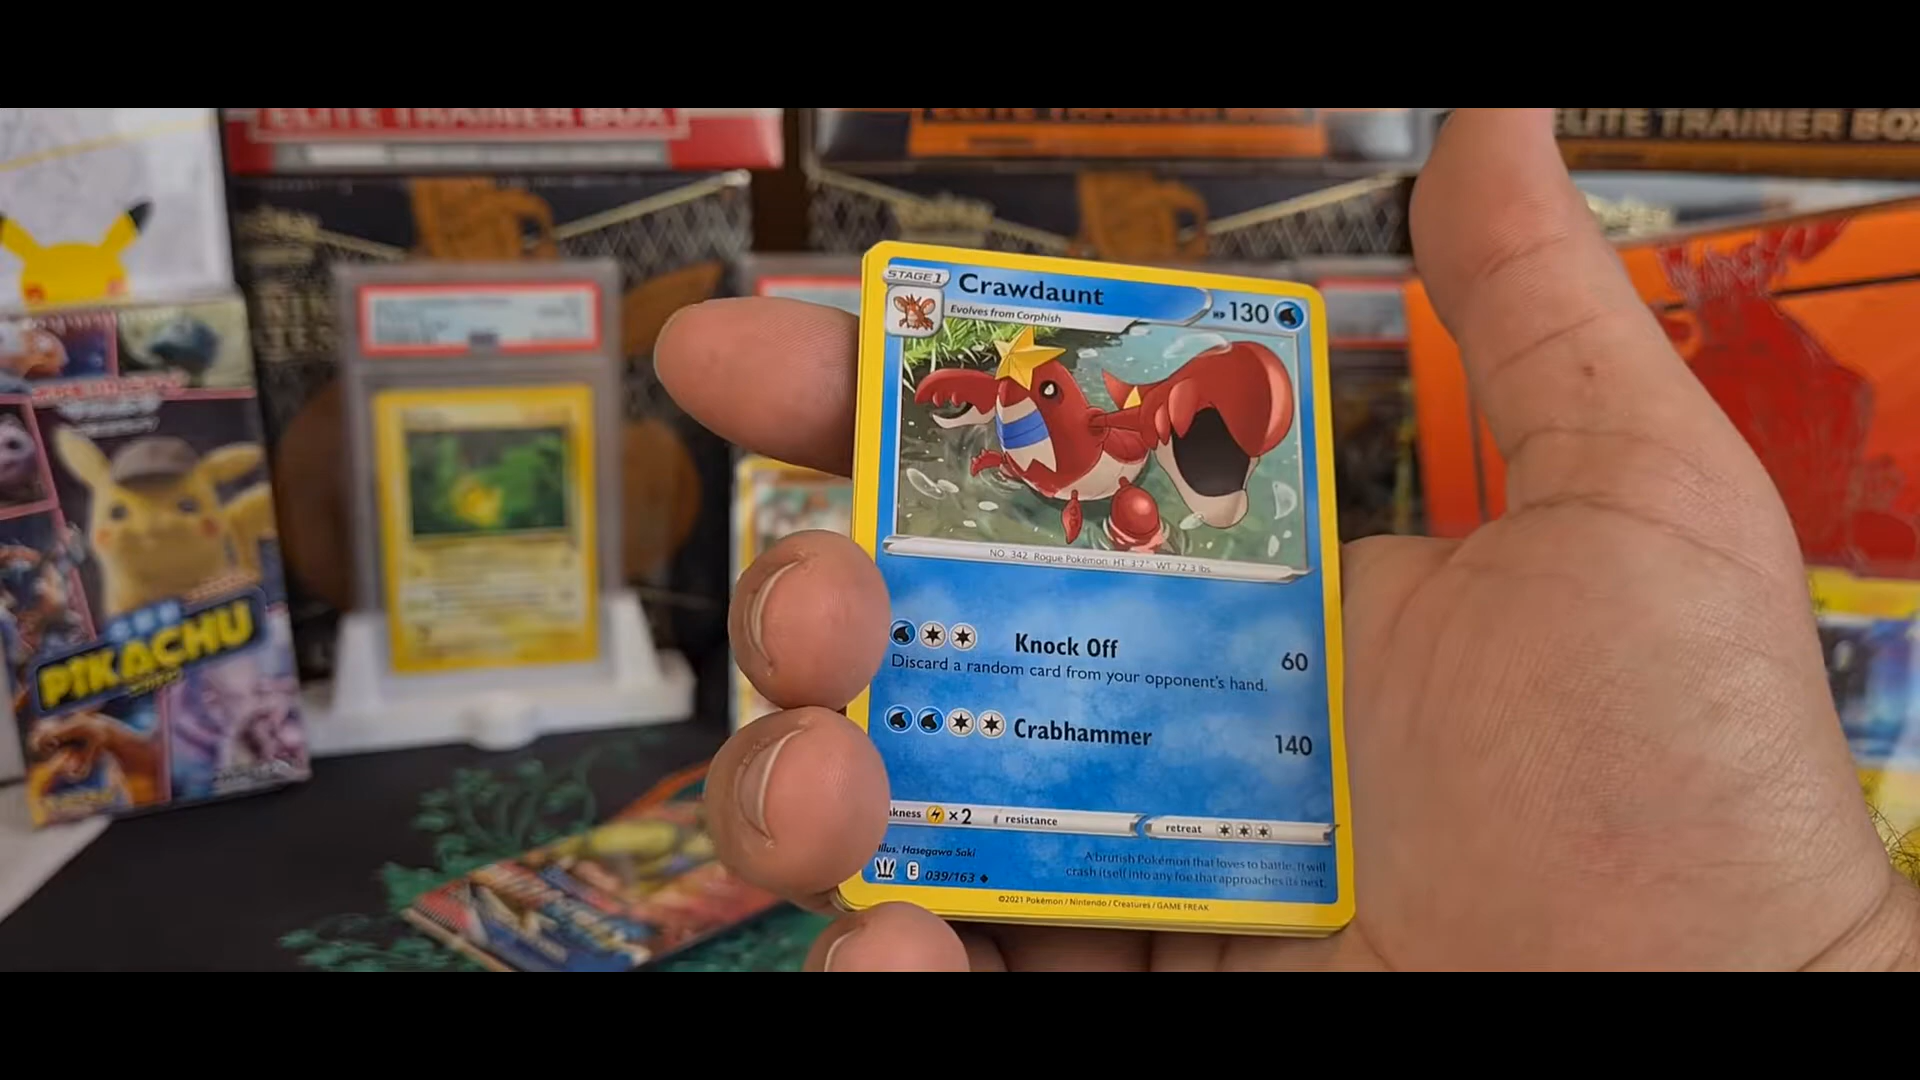 ELITE TRAINER BOX
ELITE TRAINER BOX
ELITE TRAINER BOX
STAGE 1
Crawdaunt
HP 130
Evolves from Corphish
NO. 342 Rogue Pokémon HT 3'7" WT 72.3 lbs
Knock Off
60
Discard a random card from your opponent's hand.
Crabhammer
140
×2
resistance
retreat
Illus. Hasegawa Saki
A brutish Pokémon that loves to battle. It will
crash itself into any foe that approaches its nest.
E 039/163
©2021 Pokémon / Nintendo / Creatures / GAME FREAK
PIKACHU